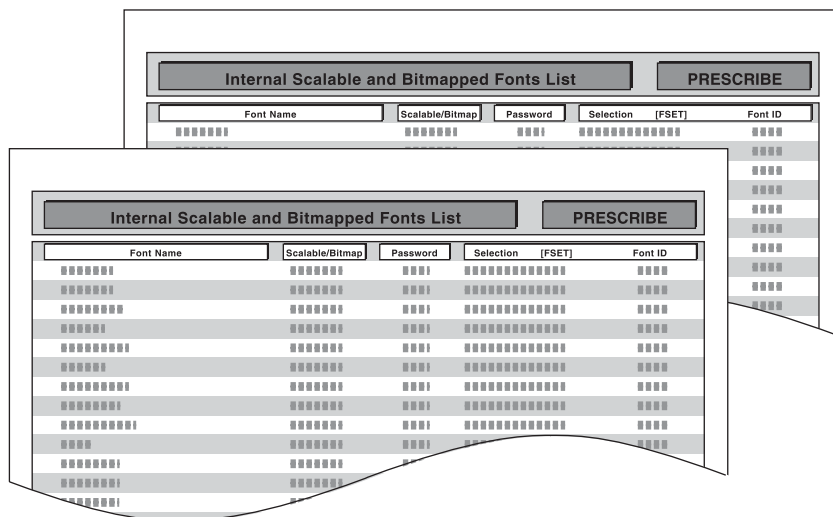 Internal Scalable and Bitmapped Fonts List PRESCRIBE
Font Name Scalable/Bitmap Password Selection [FSET] Font ID
Internal Scalable and Bitmapped Fonts List PRESCRIBE
Font Name Scalable/Bitmap Password Selection [FSET] Font ID